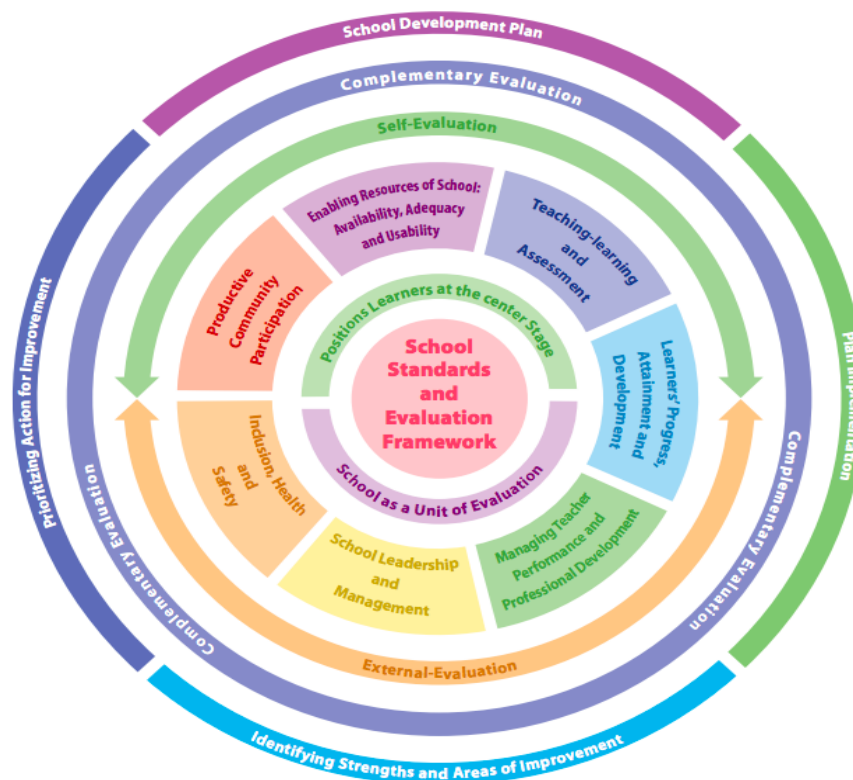 School Development Plan
Complementary Evaluation
Self-Evaluation
Enabling Resources of School:
Availability, Adequacy
and Usability
Teaching-learning
and
Assessment
Productive
Community
Participation
Positions Learners at the center Stage
School
Standards
and
Evaluation
Framework
Learners' Progress,
Attainment and
Development
Prioritizing Action for Improvement
Plan Implementation
Inclusion, Health
and
Safety
School as a Unit of Evaluation
School Leadership
and
Management
Managing Teacher
Performance and
Professional Development
Complementary Evaluation
Complementary Evaluation
External-Evaluation
Identifying Strengths and Areas of Improvement